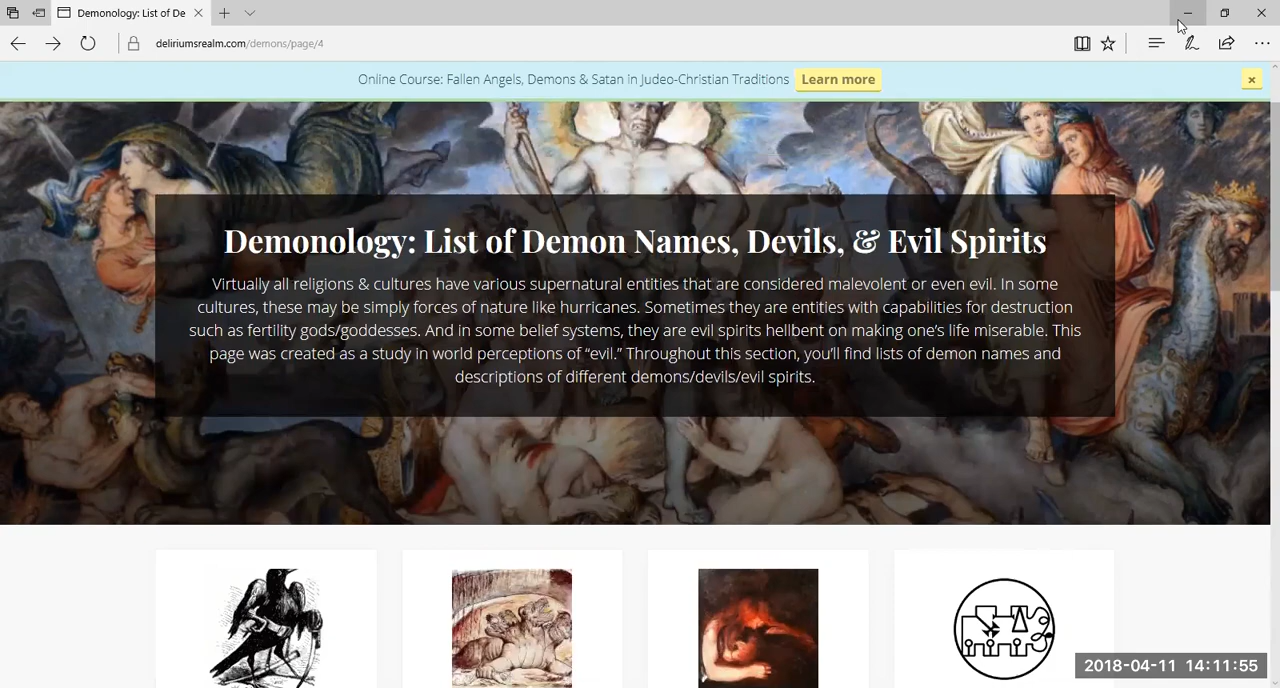 Demonology: List of De
deliriumsrealm.com/demons/page/4
Online Course: Fallen Angels, Demons & Satan in Judeo-Christian Traditions Learn more
Demonology: List of Demon Names, Devils, & Evil Spirits
Virtually all religions & cultures have various supernatural entities that are considered malevolent or even evil. In some
cultures, these may be simply forces of nature like hurricanes. Sometimes they are entities with capabilities for destruction
such as fertility gods/goddesses. And in some belief systems, they are evil spirits hellbent on making one's life miserable. This
page was created as a study in world perceptions of “evil.” Throughout this section, you'll find lists of demon names and
descriptions of different demons/devils/evil spirits.
2018-04-11 14:11:55